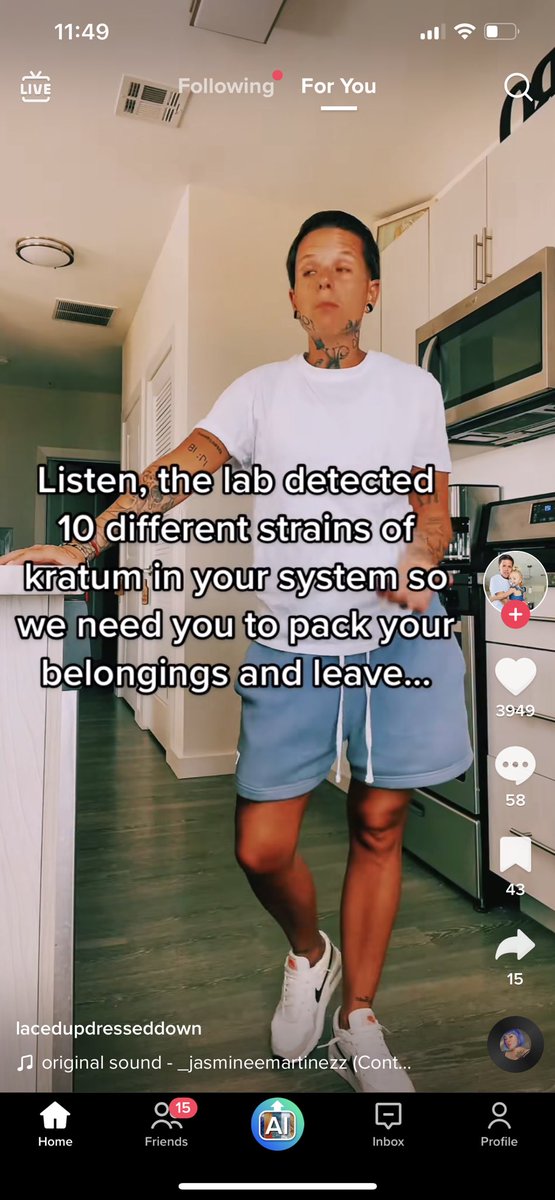 11:49
LIVE
Following
For You
Listen, the lab detected
10 different strains of
kratum in your system so
we need you to pack your
belongings and leave...
3949
58
43
15
lacedupdresseddown
original sound - _jasmineemartinezz (Cont...
15
AI
Home
Friends
Inbox
Profile